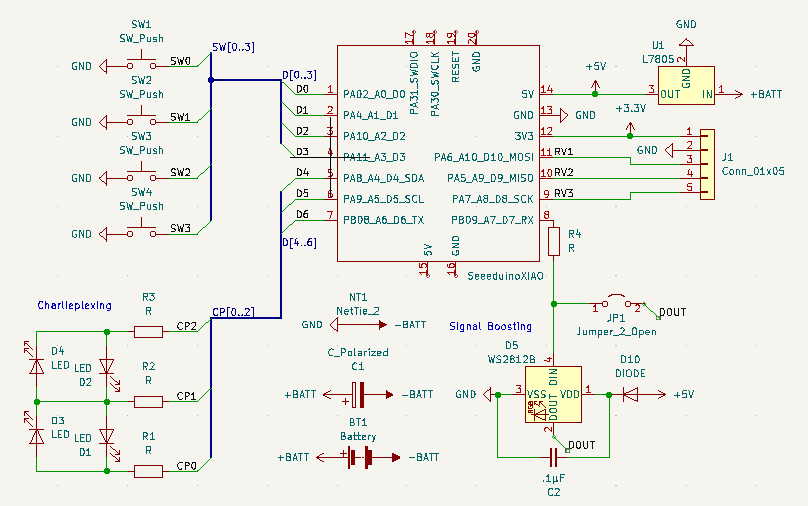 SW1
SW_Push
GND
SW0
SW2
SW_Push
GND
SW1
SW3
SW_Push
GND
SW2
SW4
SW_Push
GND
SW3
SW[0..3]
D[0..3]
D0
D1
D2
D3
D4
D5
D6
D[4..6]
CP[0..2]
17
18
19
20
PA31_SWDIO
PA30_SWCLK
RESET
GND
1 PA02_A0_D0
2 PA4_A1_D1
3 PA10_A2_D2
4 PA11_A3_D3
5 PA8_A4_D4_SDA
6 PA9_A5_D5_SCL
7 PB08_A6_D6_TX
5V 14
GND 13
3V3 12
PA6_A10_D10_MOSI 11
PA5_A9_D9_MISO 10
PA7_A8_D8_SCK 9
PB09_A7_D7_RX 8
5V
GND
15
16
SeeeduinoXIAO
GND
U1
L7805
2
GND
3 OUT
IN 1
+BATT
+5V
GND
+3.3V
GND
RV1
RV2
RV3
1
2
3
4
5
J1
Conn_01x05
R4
R
1
2
JP1
Jumper_2_Open
DOUT
Signal Boosting
D5
WS2812B
4
DIN
GND
3
VSS
VDD
1
RGB
DOUT
2
DOUT
D10
DIODE
+5V
.1µF
C2
Charlieplexing
R3
R
CP2
D4
LED
LED
D2
R2
R
CP1
D3
LED
LED
D1
R1
R
CP0
NT1
NetTie_2
GND
-BATT
C_Polarized
C1
+BATT
+
-BATT
BT1
Battery
+BATT
+
-BATT